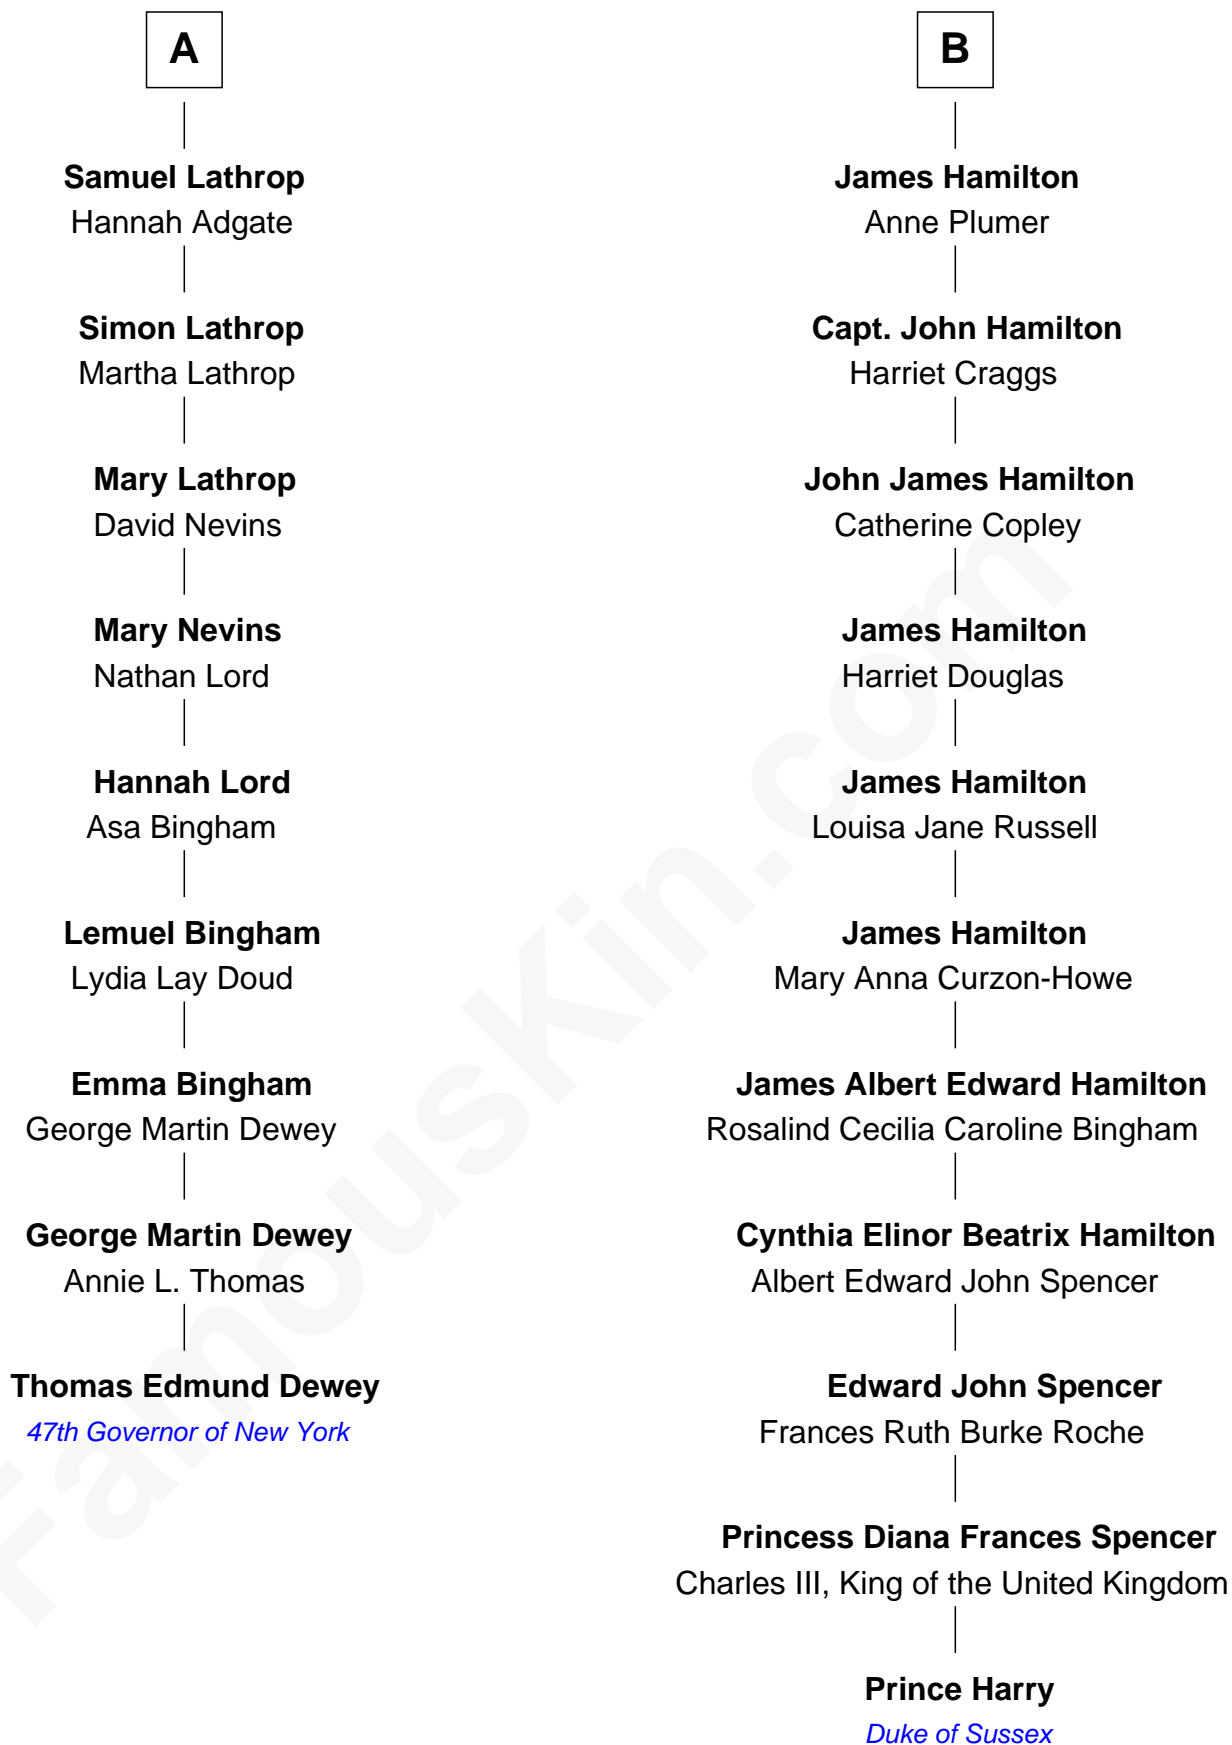 A
Samuel Lathrop
Hannah Adgate
Simon Lathrop
Martha Lathrop
Mary Lathrop
David Nevins
Mary Nevins
Nathan Lord
Hannah Lord
Asa Bingham
Lemuel Bingham
Lydia Lay Doud
Emma Bingham
George Martin Dewey
George Martin Dewey
Annie L. Thomas
Thomas Edmund Dewey
47th Governor of New York
B
James Hamilton
Anne Plumer
Capt. John Hamilton
Harriet Craggs
John James Hamilton
Catherine Copley
James Hamilton
Harriet Douglas
James Hamilton
Louisa Jane Russell
James Hamilton
Mary Anna Curzon-Howe
James Albert Edward Hamilton
Rosalind Cecilia Caroline Bingham
Cynthia Elinor Beatrix Hamilton
Albert Edward John Spencer
Edward John Spencer
Frances Ruth Burke Roche
Princess Diana Frances Spencer
Charles III, King of the United Kingdom
Prince Harry
Duke of Sussex
FamousKin.com